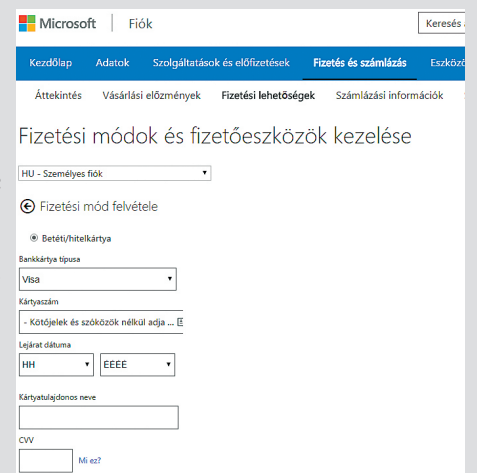 Microsoft Fiók Keresés
Kezdőlap Adatok Szolgáltatások és előfizetések Fizetés és számlázás Eszközö
Áttekintés Vásárlási előzmények Fizetési lehetőségek Számlázási információk
Fizetési módok és fizetőeszközök kezelése
HU - Személyes fiók
Fizetési mód felvétele
Betéti/hitelkártya
Bankkártya típusa
Visa
Kártyaszám
- Kötőjelek és szóközök nélkül adja ...
Lejárat dátuma
HH ÉÉÉÉ
Kártyatulajdonos neve
CVV
Mi ez?